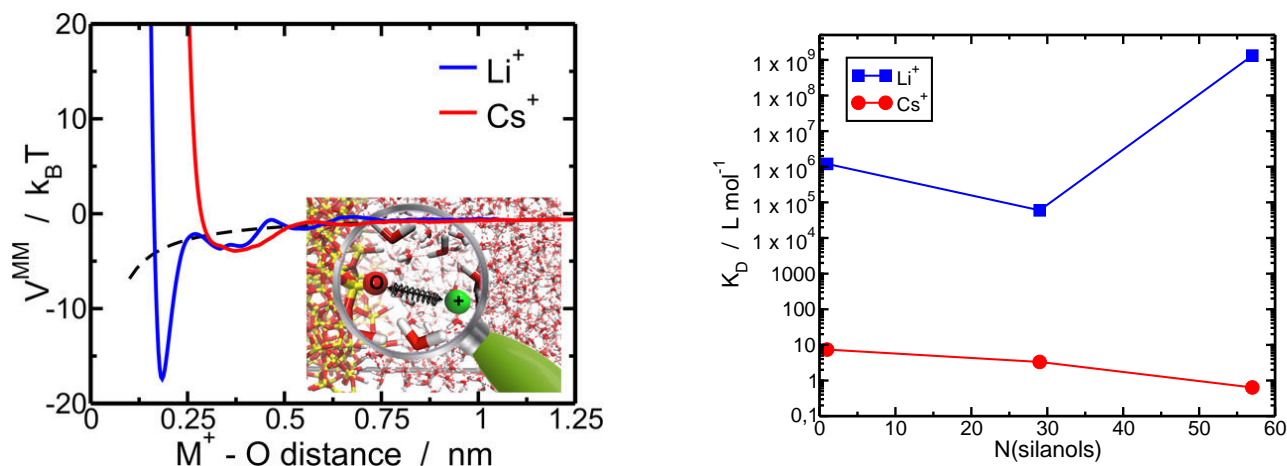 20
10
0
-10
-20
V^MM / k_BT
0
0.25
0.5
0.75
1
1.25
M^+ - O distance / nm
Li^+
Cs^+
O
+
1 x 10^9
1 x 10^8
1 x 10^7
1 x 10^6
1 x 10^5
1 x 10^4
1000
100
10
1
0,1
K_D / L mol^-1
0
10
20
30
40
50
60
N(silanols)
Li^+
Cs^+